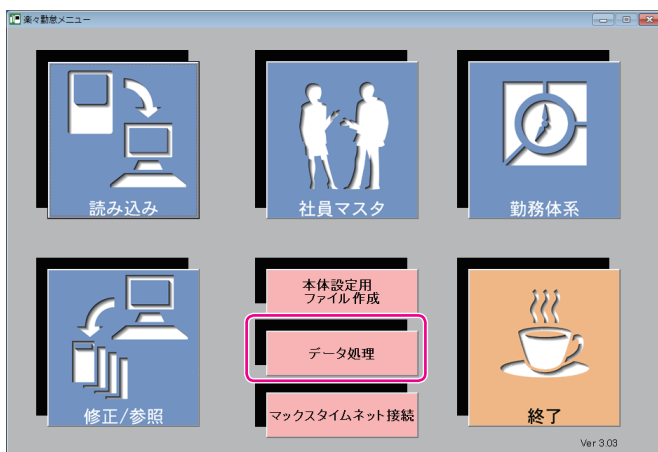 楽々勤怠メニュー
読み込み
社員マスタ
勤務体系
修正/参照
本体設定用
ファイル作成
データ処理
マックスタイムネット接続
終了
Ver 3.03